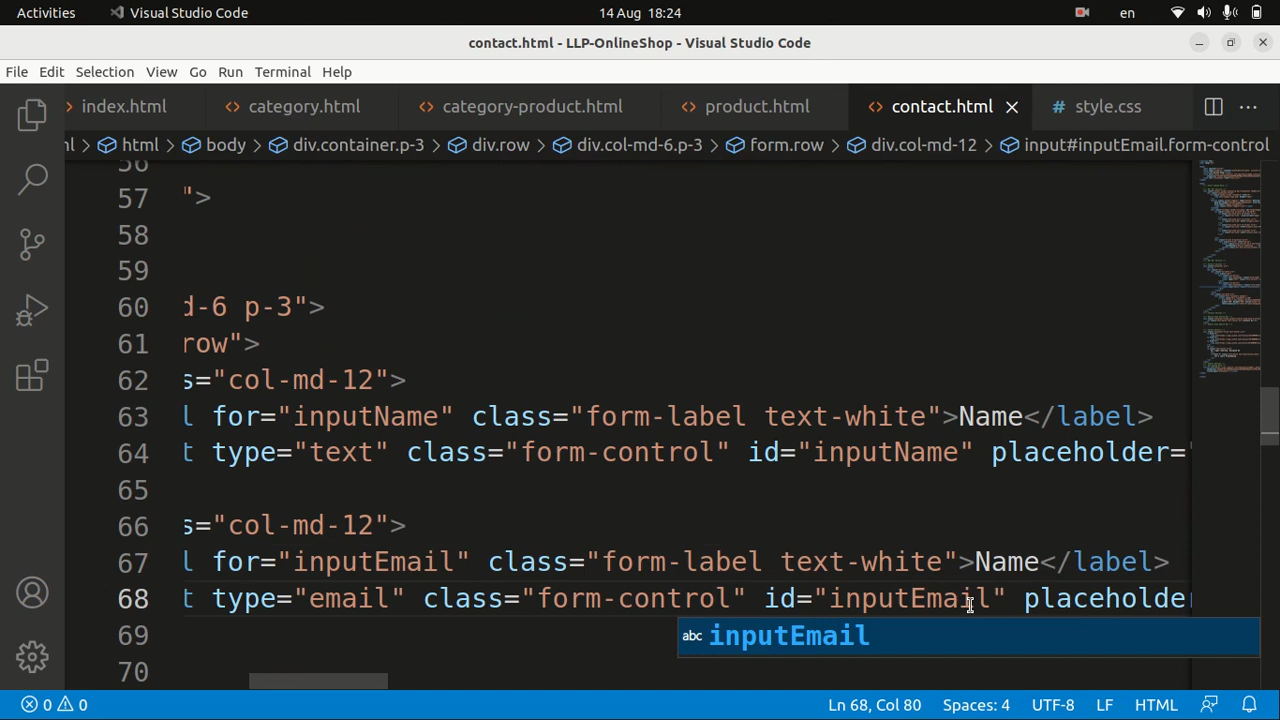 Activities
Visual Studio Code
14 Aug 18:24
en
contact.html - LLP-OnlineShop - Visual Studio Code
File Edit Selection View Go Run Terminal Help
index.html
category.html
category-product.html
product.html
contact.html
# style.css
ml > html > body > div.container.p-3 > div.row > div.col-md-6.p-3 > form.row > div.col-md-12 > input#inputEmail.form-control
56
57 ">
58
59
60 d-6 p-3">
61 row">
62 s="col-md-12">
63 l for="inputName" class="form-label text-white">Name</label>
64 t type="text" class="form-control" id="inputName" placeholder="
65
66 s="col-md-12">
67 l for="inputEmail" class="form-label text-white">Name</label>
68 t type="email" class="form-control" id="inputEmail" placeholder
abc inputEmail
69
70
0 0
Ln 68, Col 80
Spaces: 4
UTF-8
LF
HTML